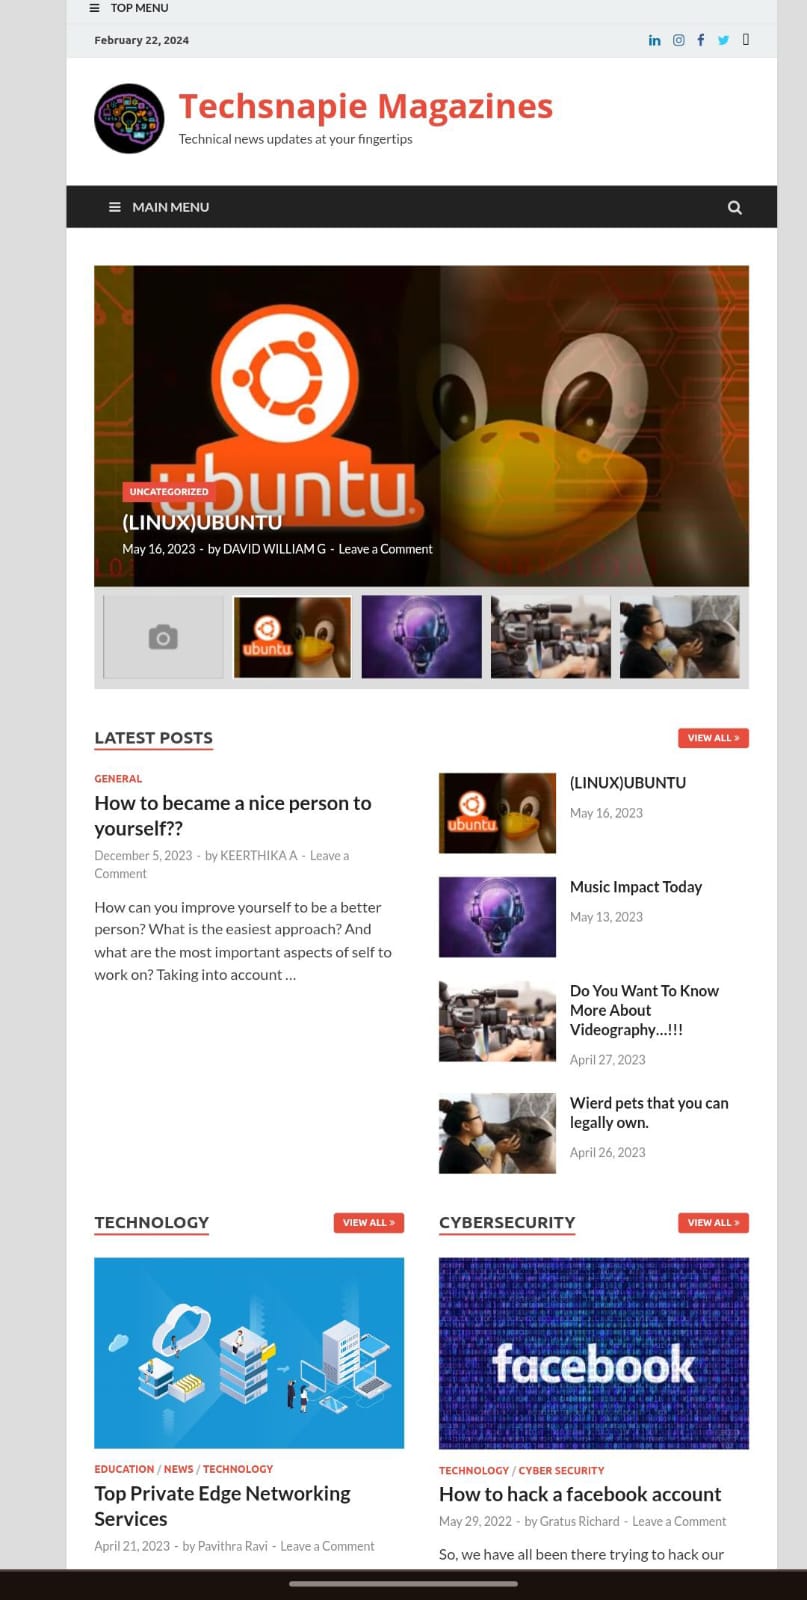 TOP MENU
February 22, 2024
Techsnapie Magazines
Technical news updates at your fingertips
MAIN MENU
ubuntu
UNCATEGORIZED
(LINUX)UBUNTU
May 16, 2023 - by DAVID WILLIAM G - Leave a Comment
ubuntu
LATEST POSTS
VIEW ALL »
GENERAL
How to became a nice person to
yourself??
December 5, 2023 - by KEERTHIKA A - Leave a
Comment
How can you improve yourself to be a better
person? What is the easiest approach? And
what are the most important aspects of self to
work on? Taking into account ...
ubuntu
(LINUX)UBUNTU
May 16, 2023
Music Impact Today
May 13, 2023
Do You Want To Know
More About
Videography...!!!
April 27, 2023
Wierd pets that you can
legally own.
April 26, 2023
TECHNOLOGY
VIEW ALL »
EDUCATION / NEWS / TECHNOLOGY
Top Private Edge Networking
Services
April 21, 2023 - by Pavithra Ravi - Leave a Comment
CYBERSECURITY
VIEW ALL »
facebook
TECHNOLOGY / CYBER SECURITY
How to hack a facebook account
May 29, 2022 - by Gratus Richard - Leave a Comment
So, we have all been there trying to hack our